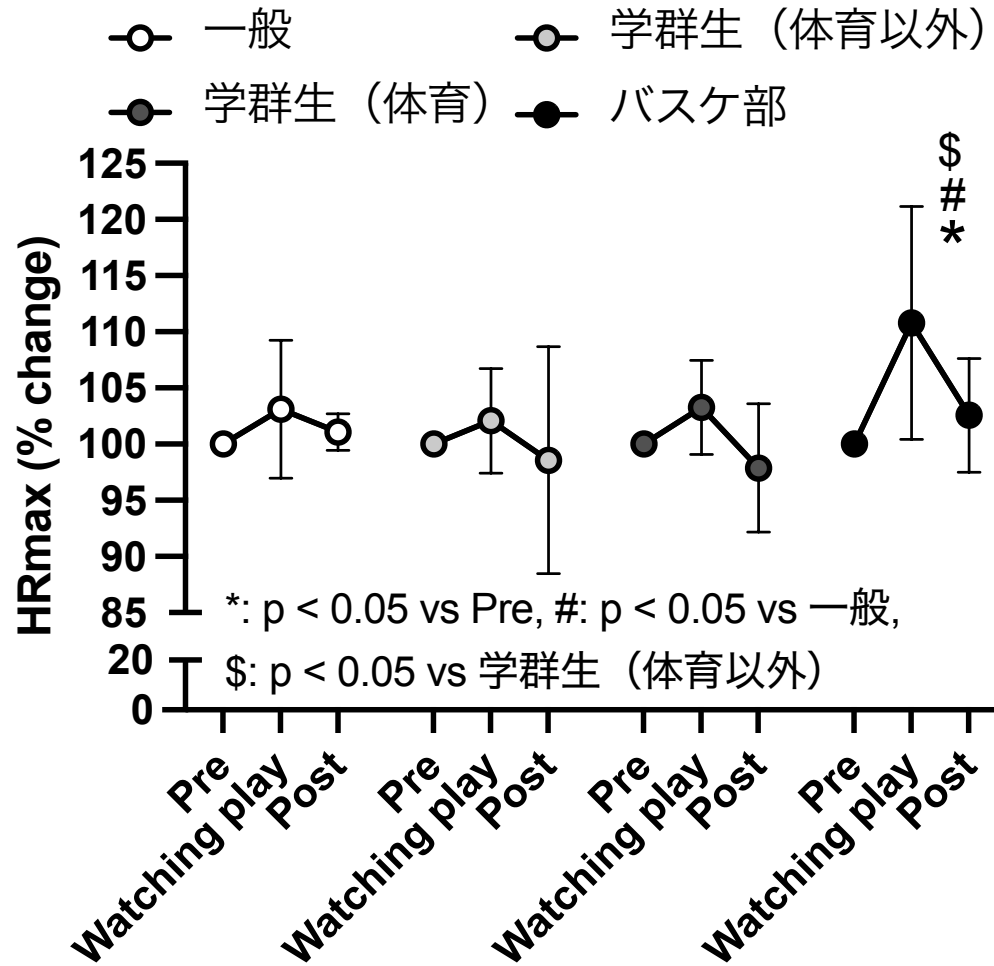 一般
学群生（体育以外）
学群生（体育）
バスケ部
HRmax (% change)
125
120
115
110
105
100
95
90
85
20
0
$
#
*
*: p < 0.05 vs Pre, #: p < 0.05 vs 一般,
$: p < 0.05 vs 学群生（体育以外）
Pre
Watching play
Post
Pre
Watching play
Post
Pre
Watching play
Post
Pre
Watching play
Post